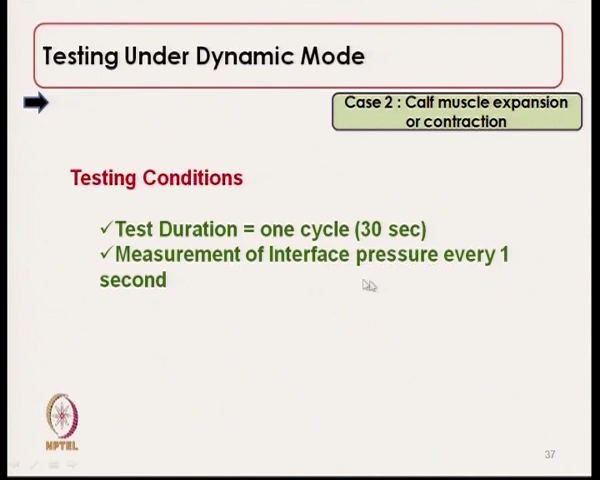 Testing Under Dynamic Mode
Case 2 : Calf muscle expansion
or contraction
Testing Conditions
✓Test Duration = one cycle (30 sec)
✓Measurement of Interface pressure every 1
second
NPTEL
37